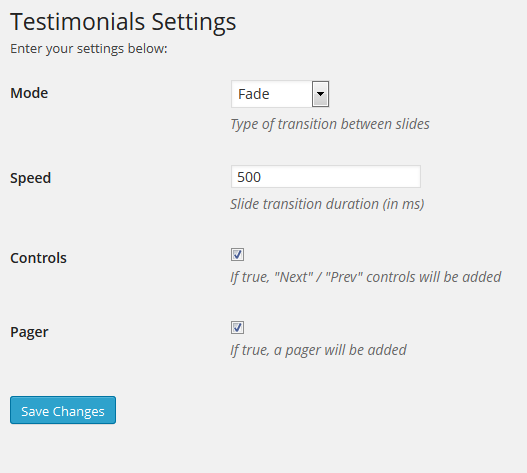 Testimonials Settings
Enter your settings below:
Mode
Fade
Type of transition between slides
Speed
500
Slide transition duration (in ms)
Controls
If true, "Next" / "Prev" controls will be added
Pager
If true, a pager will be added
Save Changes